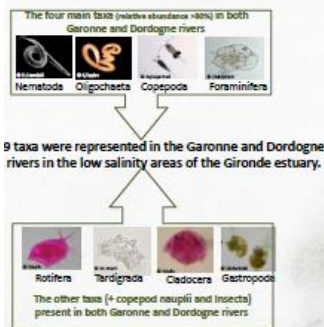 The four main taxa (relative abundance >80%) in both
Garonne and Dordogne rivers
Nematoda Oligochaeta Copepoda Foraminifera
9 taxa were represented in the Garonne and Dordogne
rivers in the low salinity areas of the Gironde estuary.
Rotifera Tardigrada Cladocera Gastropoda
The other taxa (+ copepod nauplii and Insecta)
present in both Garonne and Dordogne rivers